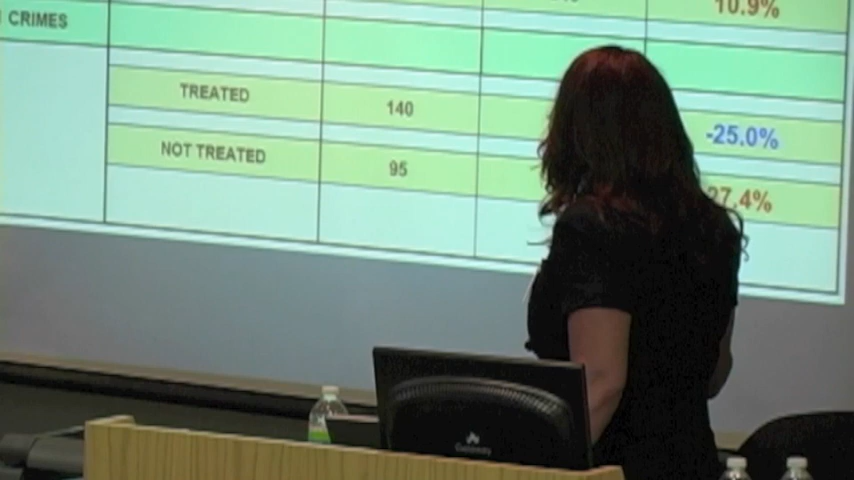 10.9%
CRIMES
TREATED 140 -25.0%
NOT TREATED 95 27.4%
Gateway